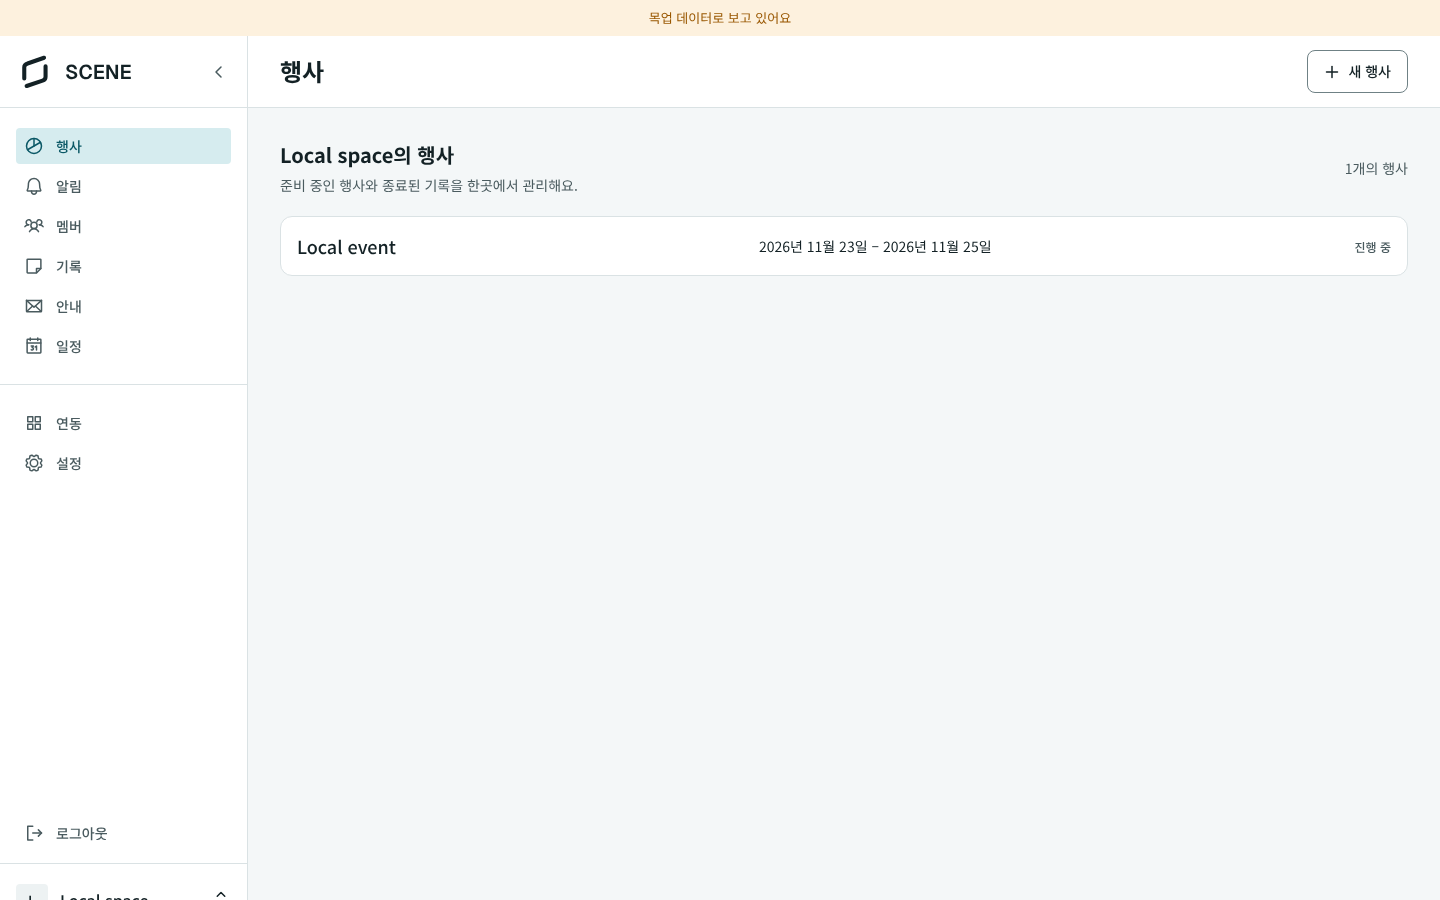 목업 데이터로 보고 있어요
SCENE
행사
새 행사
행사
알림
멤버
기록
안내
일정
연동
설정
로그아웃
Local space
Local space의 행사
준비 중인 행사와 종료된 기록을 한곳에서 관리해요.
1개의 행사
Local event
2026년 11월 23일 – 2026년 11월 25일
진행 중